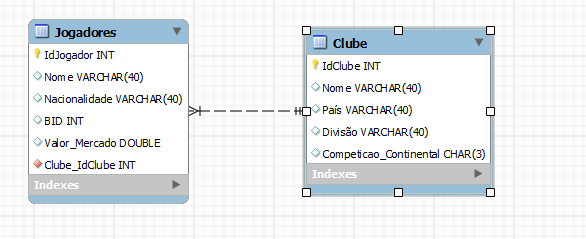 Jogadores
IdJogador INT
Nome VARCHAR(40)
Nacionalidade VARCHAR(40)
BID INT
Valor_Mercado DOUBLE
Clube_IdClube INT
Indexes
Clube
IdClube INT
Nome VARCHAR(40)
País VARCHAR(40)
Divisão VARCHAR(40)
Competicao_Continental CHAR(3)
Indexes